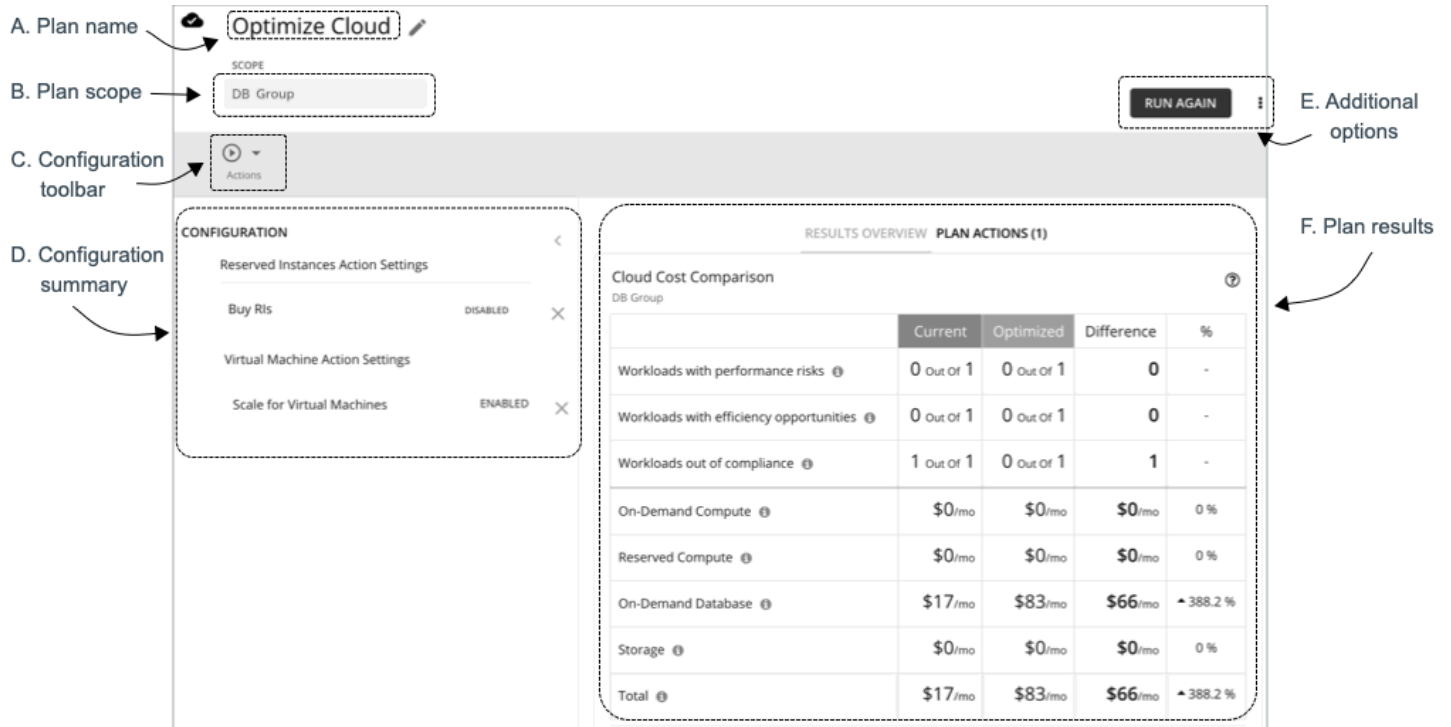 A. Plan name
Optimize Cloud
SCOPE
B. Plan scope
DB Group
RUN AGAIN
E. Additional
options
C. Configuration
toolbar
Actions
D. Configuration
summary
CONFIGURATION
Reserved Instances Action Settings
Buy RIs DISABLED
Virtual Machine Action Settings
Scale for Virtual Machines ENABLED
F. Plan results
RESULTS OVERVIEW PLAN ACTIONS (1)
Cloud Cost Comparison
DB Group
Current Optimized Difference %
Workloads with performance risks 0 Out Of 1 0 Out Of 1 0 -
Workloads with efficiency opportunities 0 Out Of 1 0 Out Of 1 0 -
Workloads out of compliance 1 Out Of 1 0 Out Of 1 1 -
On-Demand Compute $0/mo $0/mo $0/mo 0 %
Reserved Compute $0/mo $0/mo $0/mo 0 %
On-Demand Database $17/mo $83/mo $66/mo 388.2 %
Storage $0/mo $0/mo $0/mo 0 %
Total $17/mo $83/mo $66/mo 388.2 %